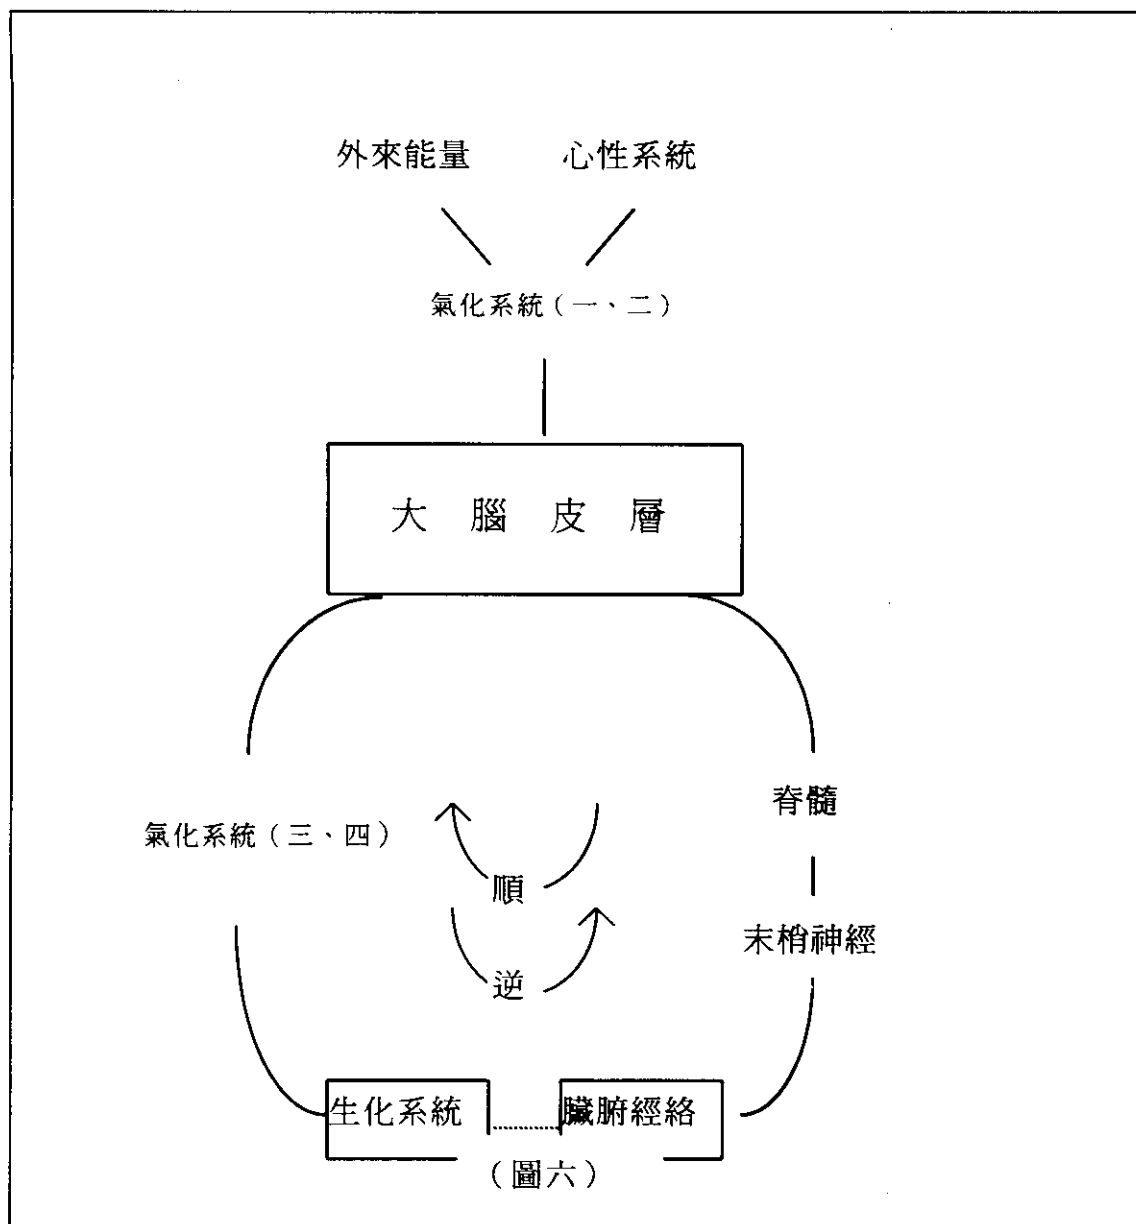 外來能量　心性系統
氣化系統（一、二）
大腦皮層
脊髓
氣化系統（三、四）
順
末梢神經
逆
生化系統　臟腑經絡
（圖六）